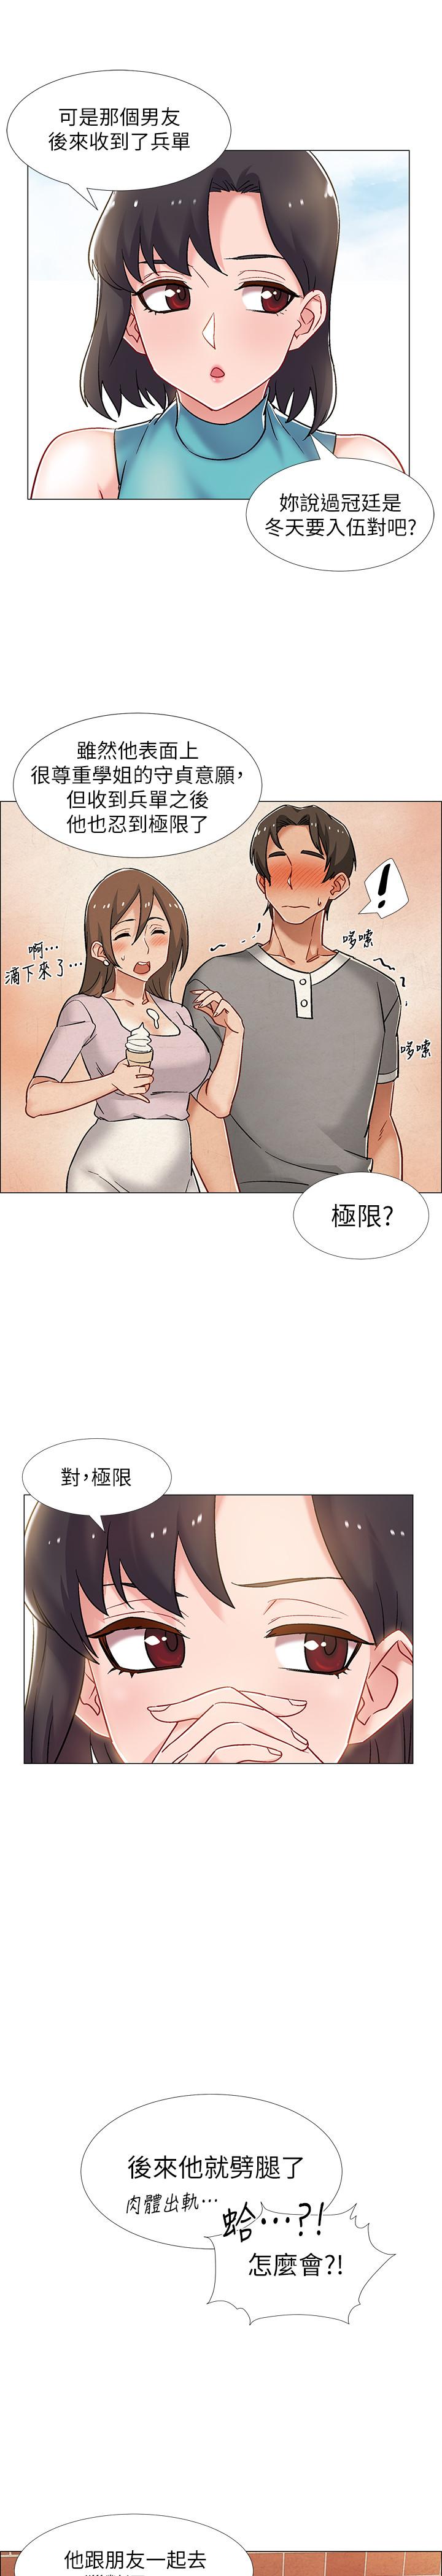 可是那個男友
後來收到了兵單
妳說過冠廷是
冬天要入伍對吧?
雖然他表面上
很尊重學姐的守貞意願,
但收到兵單之後
他也忍到極限了
!
啊…
滴下來了…
哆嗦
哆嗦
極限?
對,極限
後來他就劈腿了
肉體出軌…
蛤…?!
怎麼會?!
他跟朋友一起去